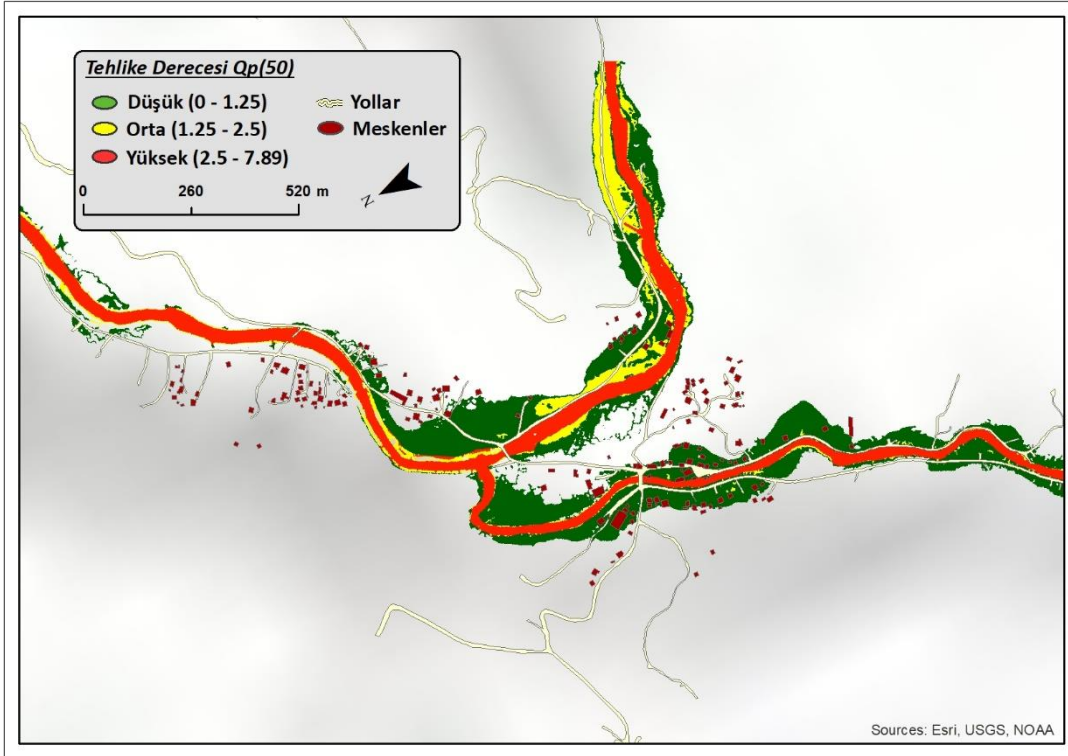 Tehlike Derecesi Qp(50)
Düşük (0 - 1.25)
Orta (1.25 - 2.5)
Yüksek (2.5 - 7.89)
Yollar
Meskenler
0 260 520 m
N
Sources: Esri, USGS, NOAA